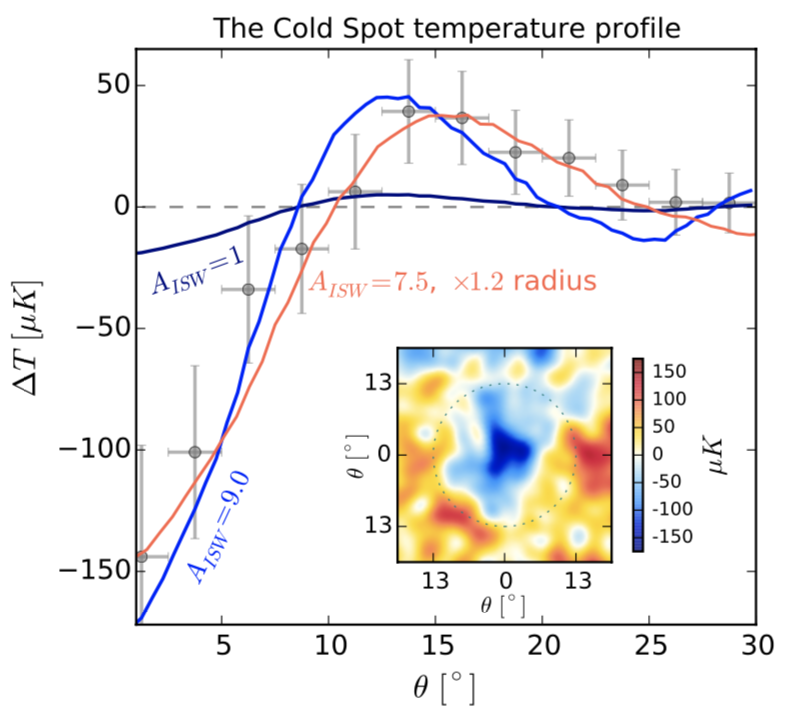 The Cold Spot temperature profile
50
0
−50
−100
−150
ΔT [μK]
A_ISW=1
A_ISW=7.5, ×1.2 radius
A_ISW=9.0
13
0
13
θ [°]
13 0 13
θ [°]
150
100
50
0
-50
-100
-150
μK
5 10 15 20 25 30
θ [°]